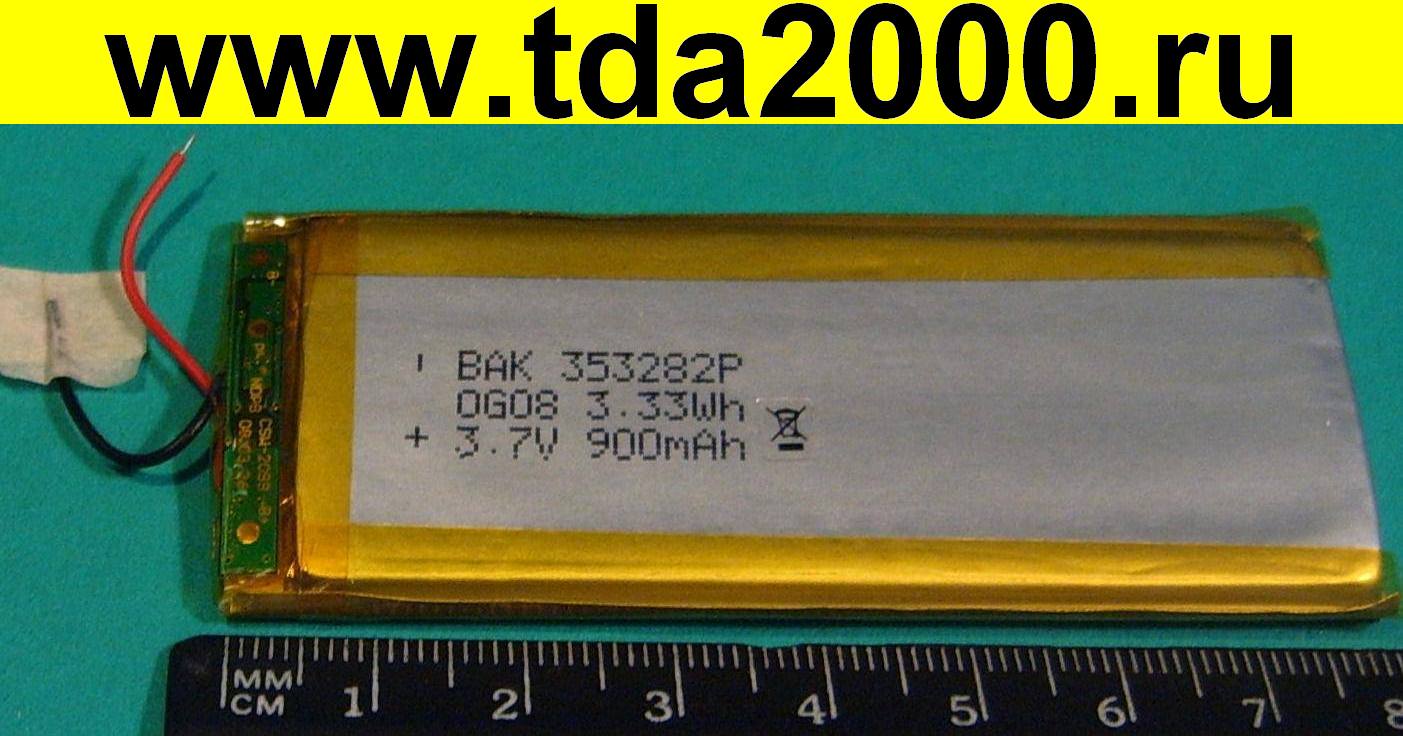 www.tda2000.ru
BAK 353282P
0G08 3.33Wh
+ 3.7V 900mAh
MM
CM
1 2 3 4 5 6 7 8